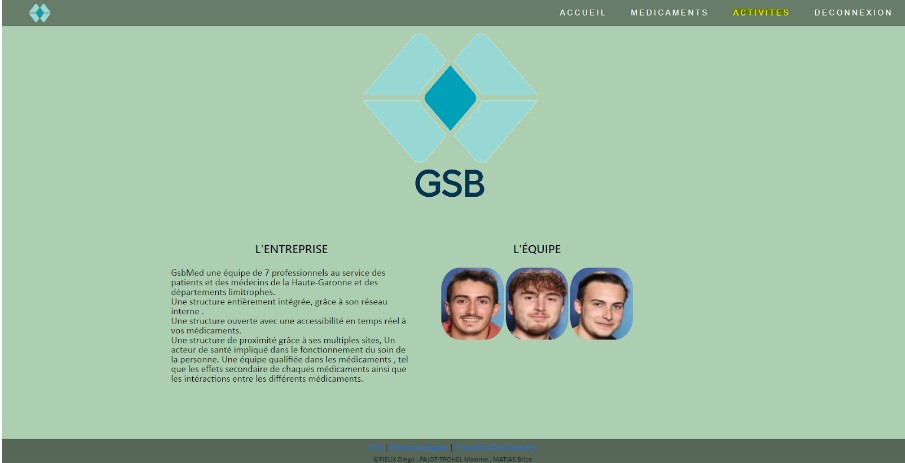 ACCUEIL MEDICAMENTS ACTIVITES DECONNEXION
GSB
L'ENTREPRISE
GsbMed une équipe de 7 professionnels au service des
patients et des médecins de la Haute-Garonne et des
départements limitrophes.
Une structure entièrement intégrée, grâce à son réseau
interne .
Une structure ouverte avec une accessibilité en temps réel à
vos médicaments.
Une structure de proximité grâce à ses multiples sites, Un
acteur de santé impliqué dans le fonctionnement du soin de
la personne. Une équipe qualifiée dans les médicaments , tel
que les effets secondaire de chaques médicaments ainsi que
les intéractions entre les différents médicaments.
L'ÉQUIPE
©FIEUX Diego , PAJOT-TROHEL Maxime , MATIAS Brice